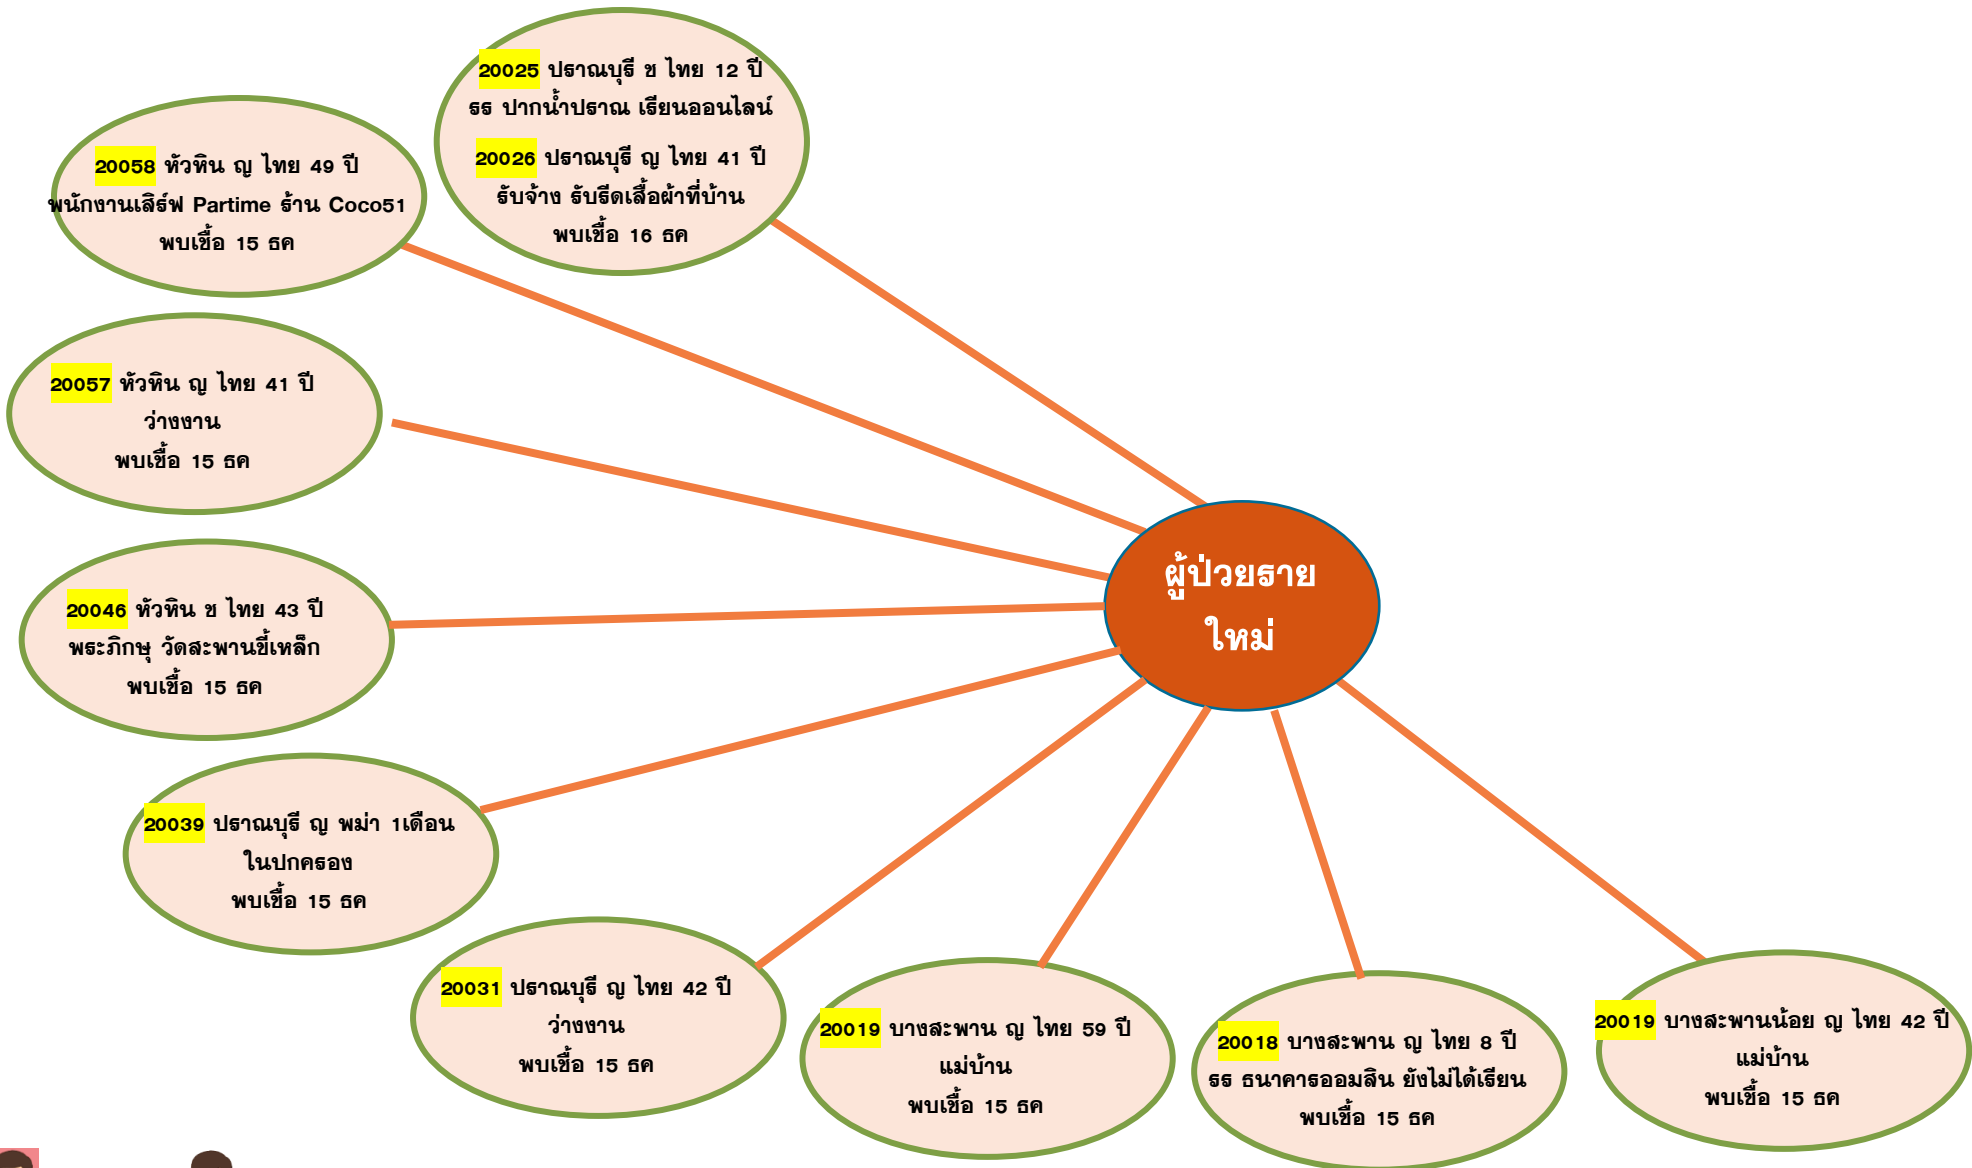 20025 ปราณบุรี ช ไทย 12 ปี
รร ปากน้ำปราณ เรียนออนไลน์
20026 ปราณบุรี ญ ไทย 41 ปี
รับจ้าง รับรีดเสื้อผ้าที่บ้าน
พบเชื้อ 16 ธค
20058 หัวหิน ญ ไทย 49 ปี
พนักงานเสิร์ฟ Partime ร้าน Coco51
พบเชื้อ 15 ธค
20057 หัวหิน ญ ไทย 41 ปี
ว่างงาน
พบเชื้อ 15 ธค
ผู้ป่วยราย
ใหม่
20046 หัวหิน ช ไทย 43 ปี
พระภิกษุ วัดสะพานขี้เหล็ก
พบเชื้อ 15 ธค
20039 ปราณบุรี ญ พม่า 1เดือน
ในปกครอง
พบเชื้อ 15 ธค
20031 ปราณบุรี ญ ไทย 42 ปี
ว่างงาน
พบเชื้อ 15 ธค
20019 บางสะพาน ญ ไทย 59 ปี
แม่บ้าน
พบเชื้อ 15 ธค
20018 บางสะพาน ญ ไทย 8 ปี
รร ธนาคารออมสิน ยังไม่ได้เรียน
พบเชื้อ 15 ธค
20019 บางสะพานน้อย ญ ไทย 42 ปี
แม่บ้าน
พบเชื้อ 15 ธค